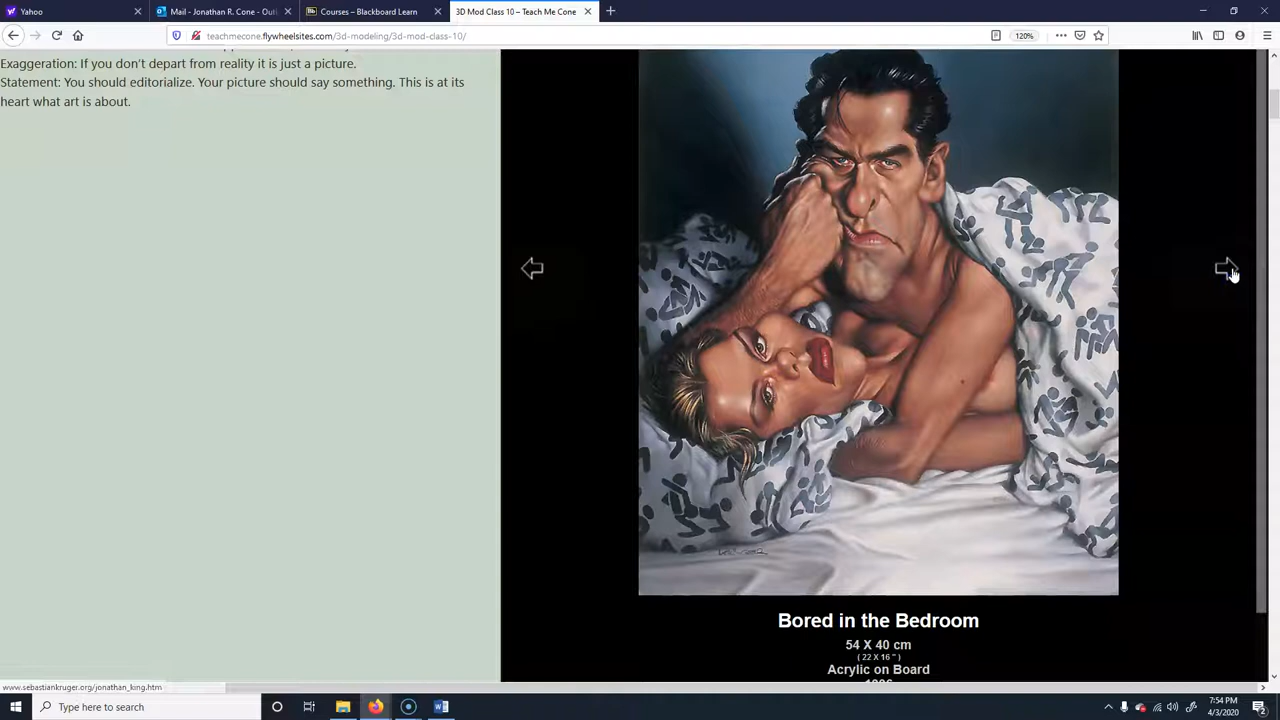 Yahoo
Mail - Jonathan R. Cone - Outl
Courses – Blackboard Learn
3D Mod Class 10 – Teach Me Cone
teachmecone.flywheelsites.com/3d-modeling/3d-mod-class-10/
120%
Exaggeration: If you don't depart from reality it is just a picture.
Statement: You should editorialize. Your picture should say something. This is at its
heart what art is about.
Bored in the Bedroom
54 X 40 cm
( 22 X 16 " )
Acrylic on Board
www.sebastiankruger.org/jonathan_king.htm
Type here to search
7:54 PM
4/3/2020